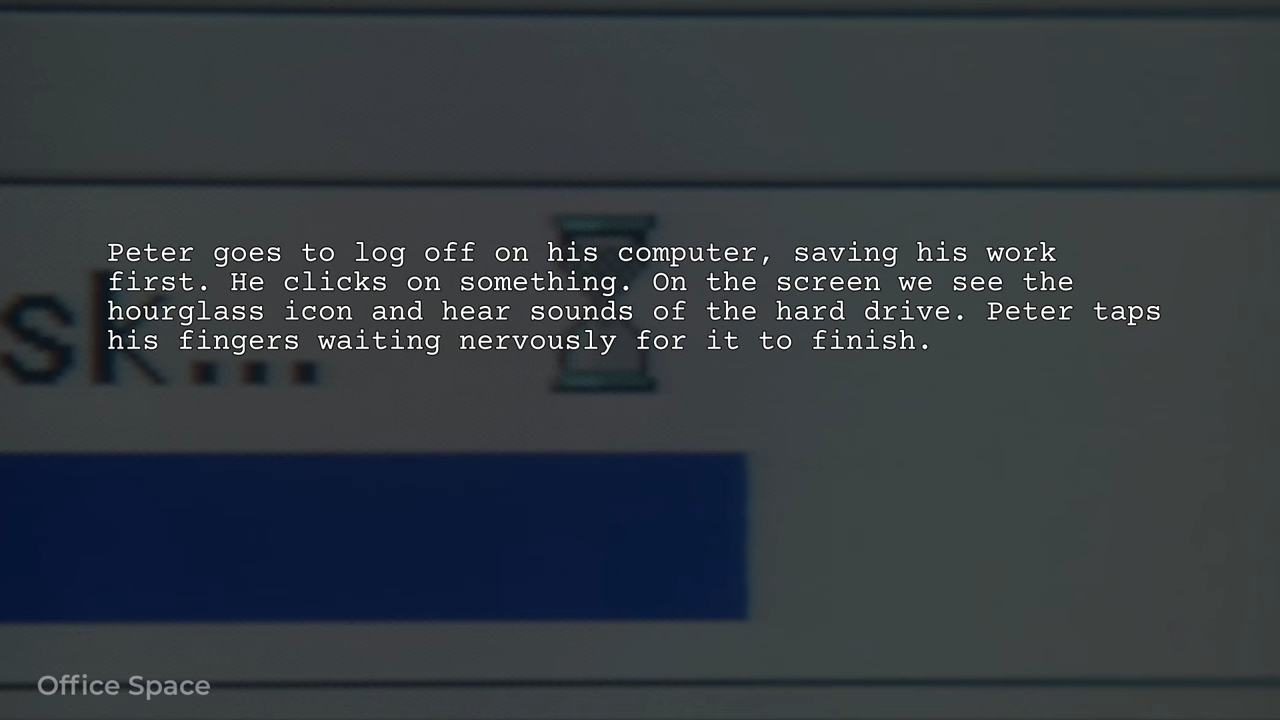 Peter goes to log off on his computer, saving his work
first. He clicks on something. On the screen we see the
hourglass icon and hear sounds of the hard drive. Peter taps
his fingers waiting nervously for it to finish.
sk...
Office Space